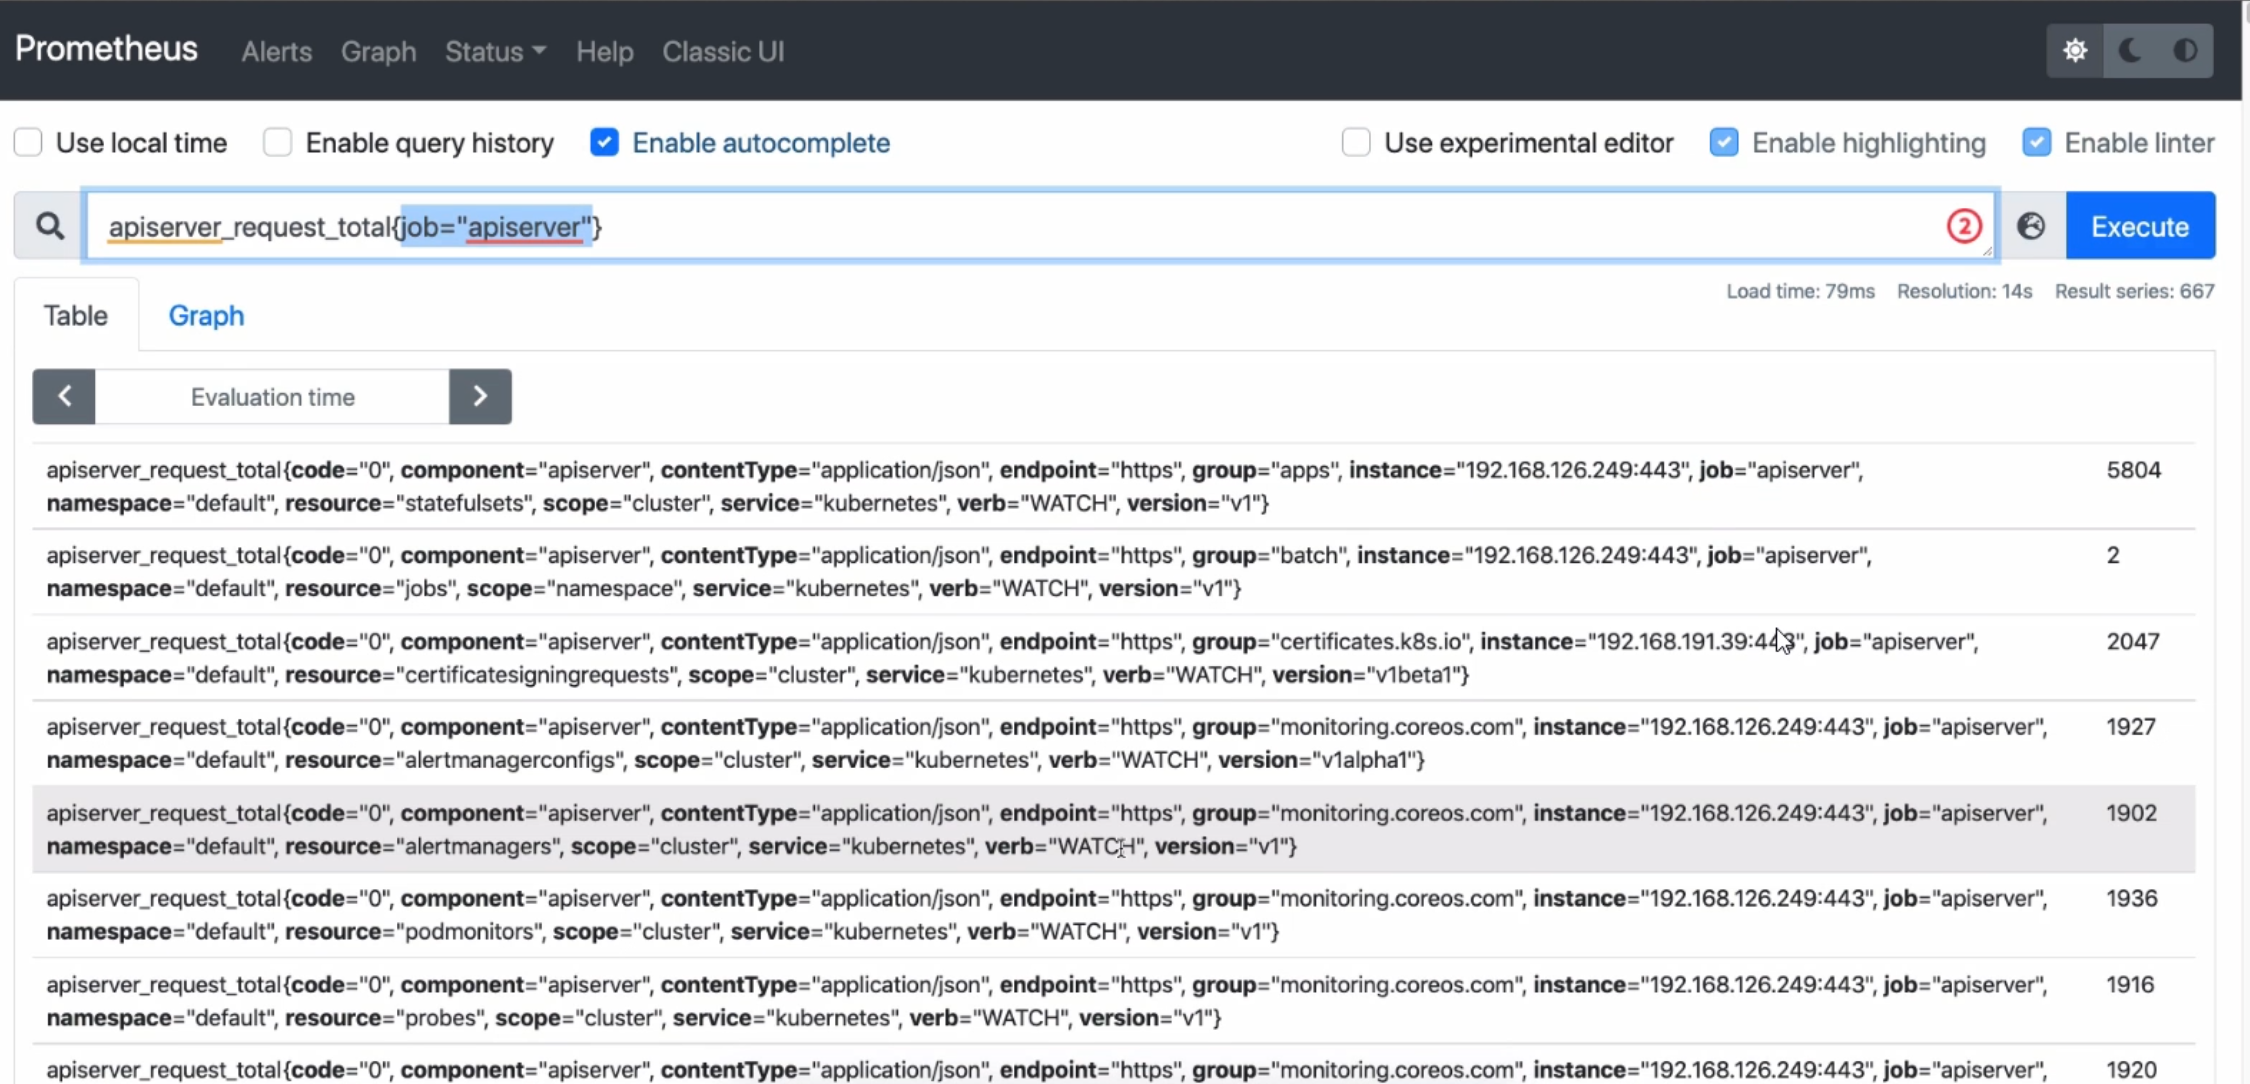 Prometheus Alerts Graph Status Help Classic UI
Use local time Enable query history Enable autocomplete Use experimental editor Enable highlighting Enable linter
apiserver_request_total{job="apiserver"} 2 Execute
Load time: 79ms Resolution: 14s Result series: 667
Table Graph
Evaluation time
apiserver_request_total{code="0", component="apiserver", contentType="application/json", endpoint="https", group="apps", instance="192.168.126.249:443", job="apiserver", 5804
namespace="default", resource="statefulsets", scope="cluster", service="kubernetes", verb="WATCH", version="v1"}
apiserver_request_total{code="0", component="apiserver", contentType="application/json", endpoint="https", group="batch", instance="192.168.126.249:443", job="apiserver", 2
namespace="default", resource="jobs", scope="namespace", service="kubernetes", verb="WATCH", version="v1"}
apiserver_request_total{code="0", component="apiserver", contentType="application/json", endpoint="https", group="certificates.k8s.io", instance="192.168.191.39:443", job="apiserver", 2047
namespace="default", resource="certificatesigningrequests", scope="cluster", service="kubernetes", verb="WATCH", version="v1beta1"}
apiserver_request_total{code="0", component="apiserver", contentType="application/json", endpoint="https", group="monitoring.coreos.com", instance="192.168.126.249:443", job="apiserver", 1927
namespace="default", resource="alertmanagerconfigs", scope="cluster", service="kubernetes", verb="WATCH", version="v1alpha1"}
apiserver_request_total{code="0", component="apiserver", contentType="application/json", endpoint="https", group="monitoring.coreos.com", instance="192.168.126.249:443", job="apiserver", 1902
namespace="default", resource="alertmanagers", scope="cluster", service="kubernetes", verb="WATCH", version="v1"}
apiserver_request_total{code="0", component="apiserver", contentType="application/json", endpoint="https", group="monitoring.coreos.com", instance="192.168.126.249:443", job="apiserver", 1936
namespace="default", resource="podmonitors", scope="cluster", service="kubernetes", verb="WATCH", version="v1"}
apiserver_request_total{code="0", component="apiserver", contentType="application/json", endpoint="https", group="monitoring.coreos.com", instance="192.168.126.249:443", job="apiserver", 1916
namespace="default", resource="probes", scope="cluster", service="kubernetes", verb="WATCH", version="v1"}
apiserver_request_total{code="0", component="apiserver", contentType="application/json", endpoint="https", group="monitoring.coreos.com", instance="192.168.126.249:443", job="apiserver", 1920